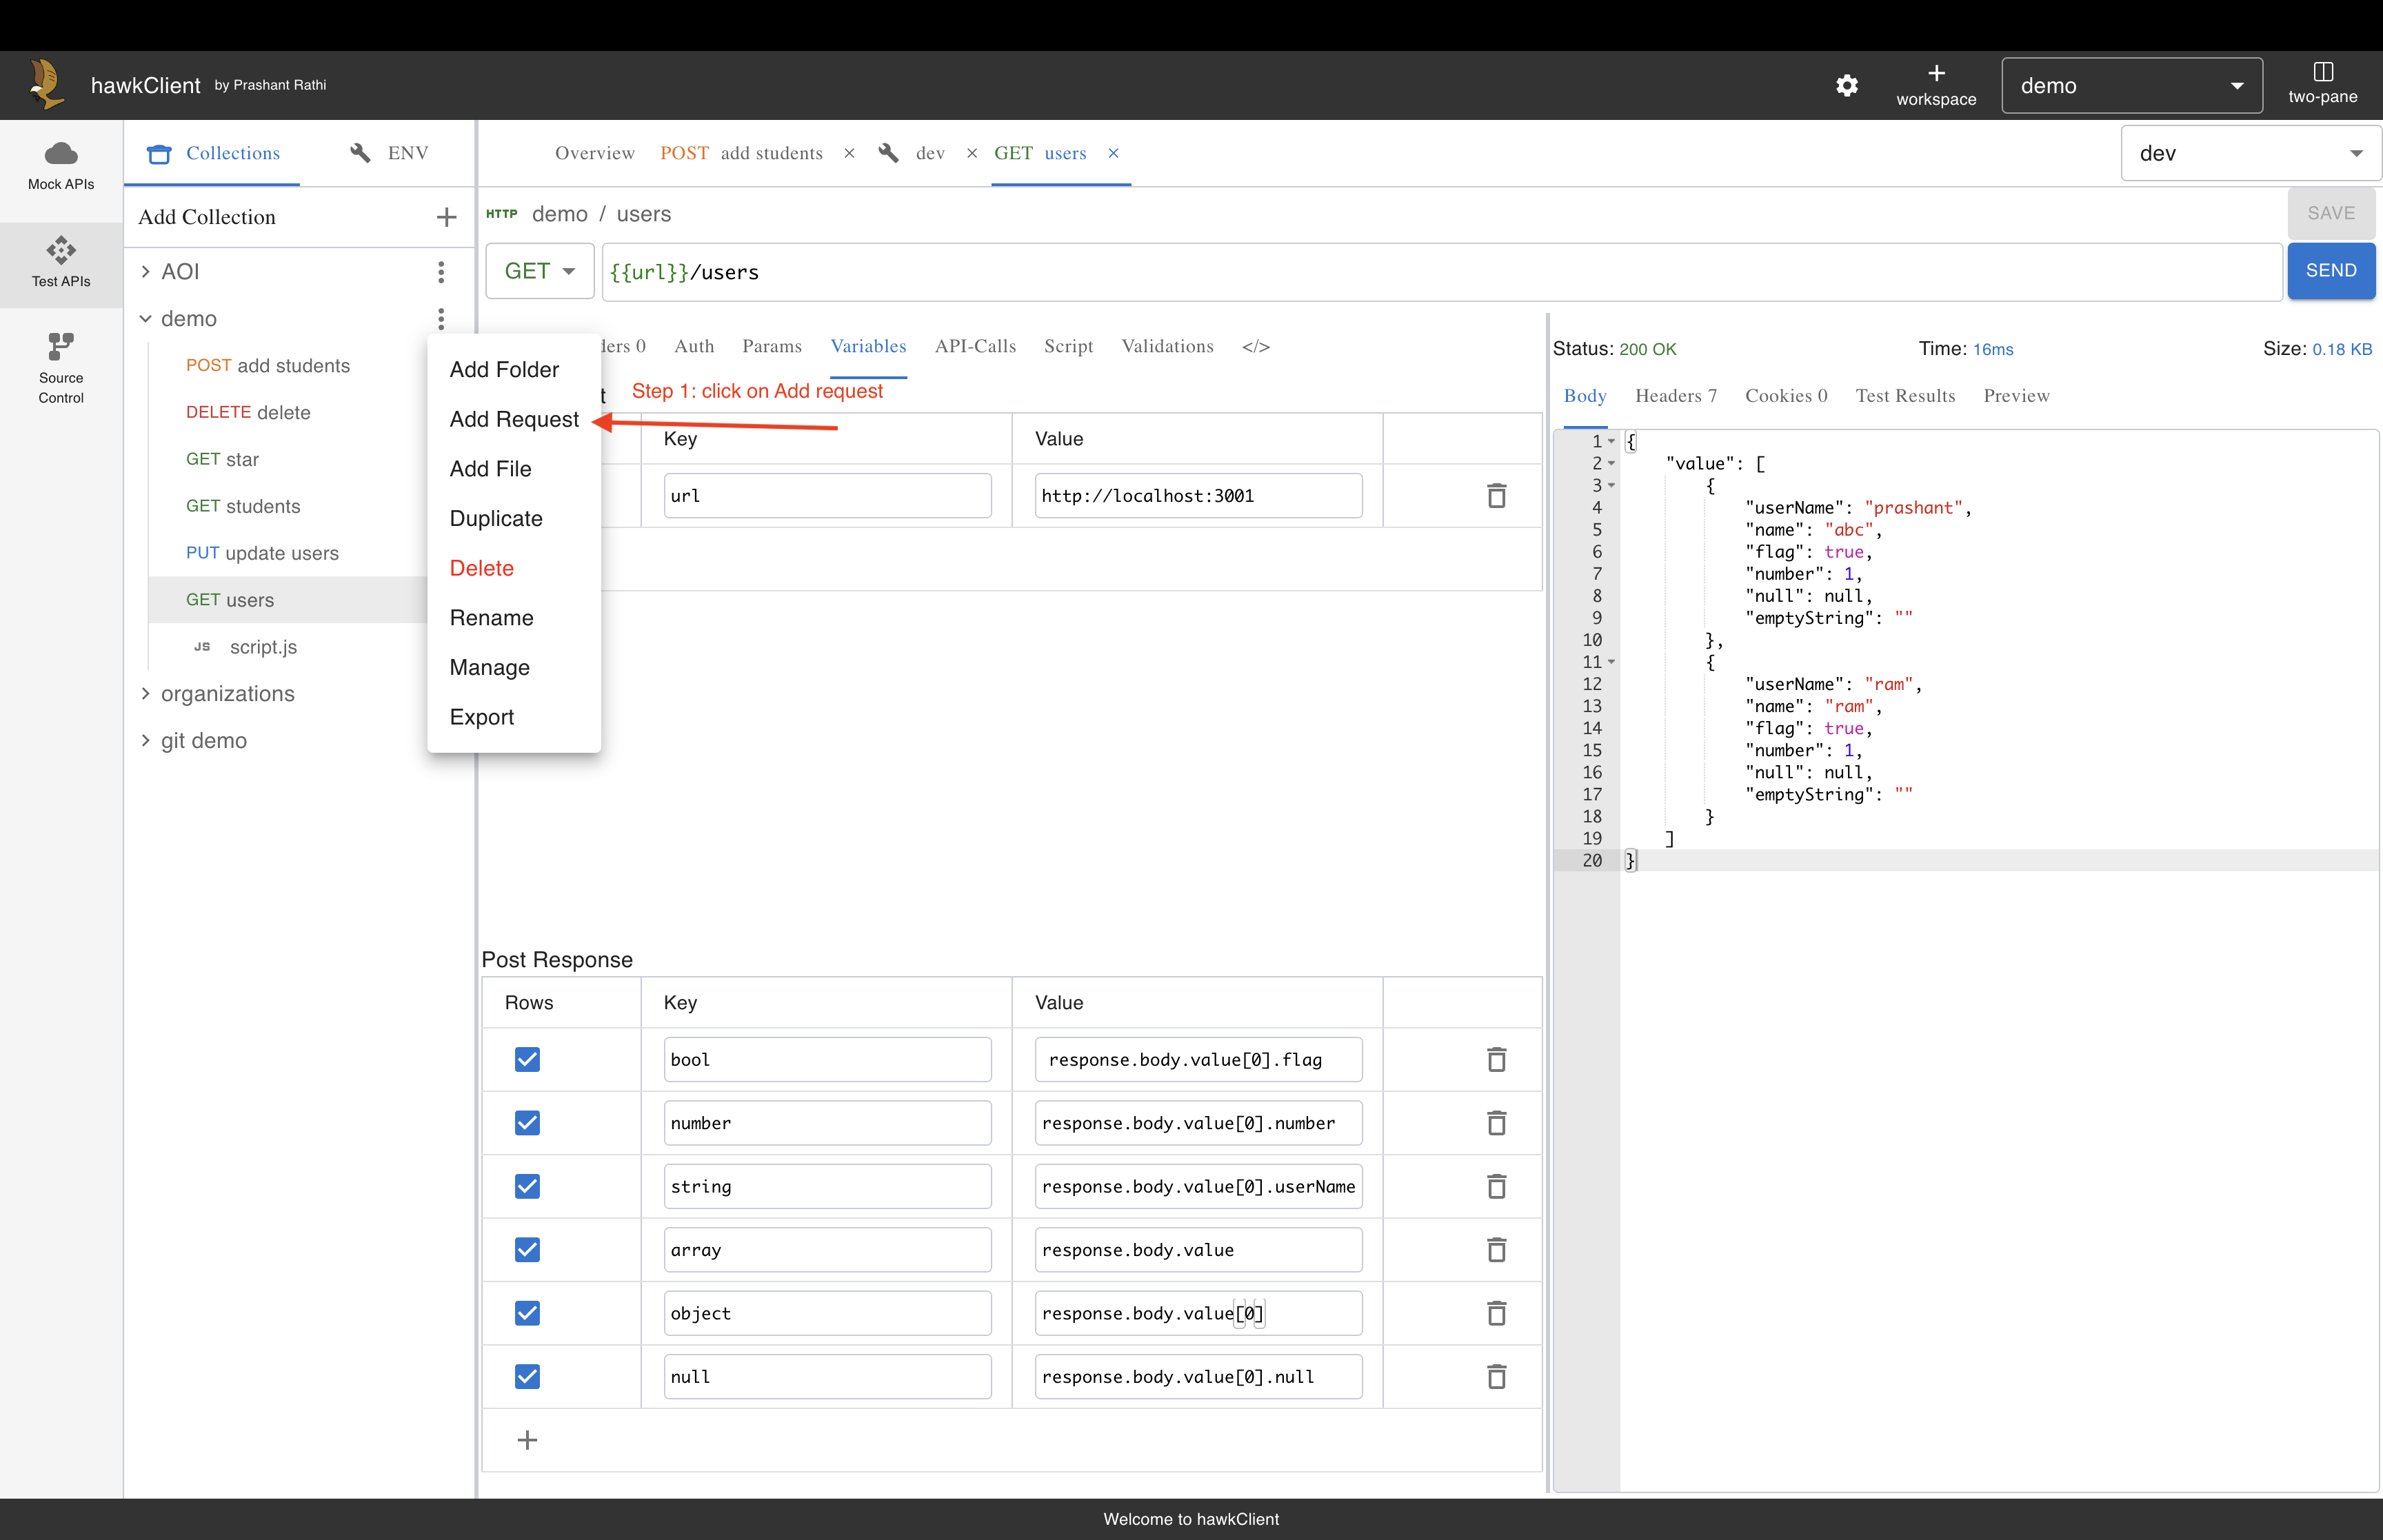 hawkClient by Prashant Rathi
workspace
demo
two-pane
Mock APIs
Test APIs
Source
Control
Collections
ENV
Add Collection
AOI
demo
POST add students
DELETE delete
GET star
GET students
PUT update users
GET users
JS script.js
organizations
git demo
Add Folder
Add Request
Add File
Duplicate
Delete
Rename
Manage
Export
Overview POST add students dev GET users
dev
HTTP demo / users
SAVE
GET {{url}}/users
SEND
ders 0 Auth Params Variables API-Calls Script Validations </>
t Step 1: click on Add request
Key Value
url http://localhost:3001
Post Response
Rows Key Value
bool response.body.value[0].flag
number response.body.value[0].number
string response.body.value[0].userName
array response.body.value
object response.body.value[0]
null response.body.value[0].null
Status: 200 OK Time: 16ms Size: 0.18 KB
Body Headers 7 Cookies 0 Test Results Preview
1 {
2 "value": [
3 {
4 "userName": "prashant",
5 "name": "abc",
6 "flag": true,
7 "number": 1,
8 "null": null,
9 "emptyString": ""
10 },
11 {
12 "userName": "ram",
13 "name": "ram",
14 "flag": true,
15 "number": 1,
16 "null": null,
17 "emptyString": ""
18 }
19 ]
20 }
Welcome to hawkClient